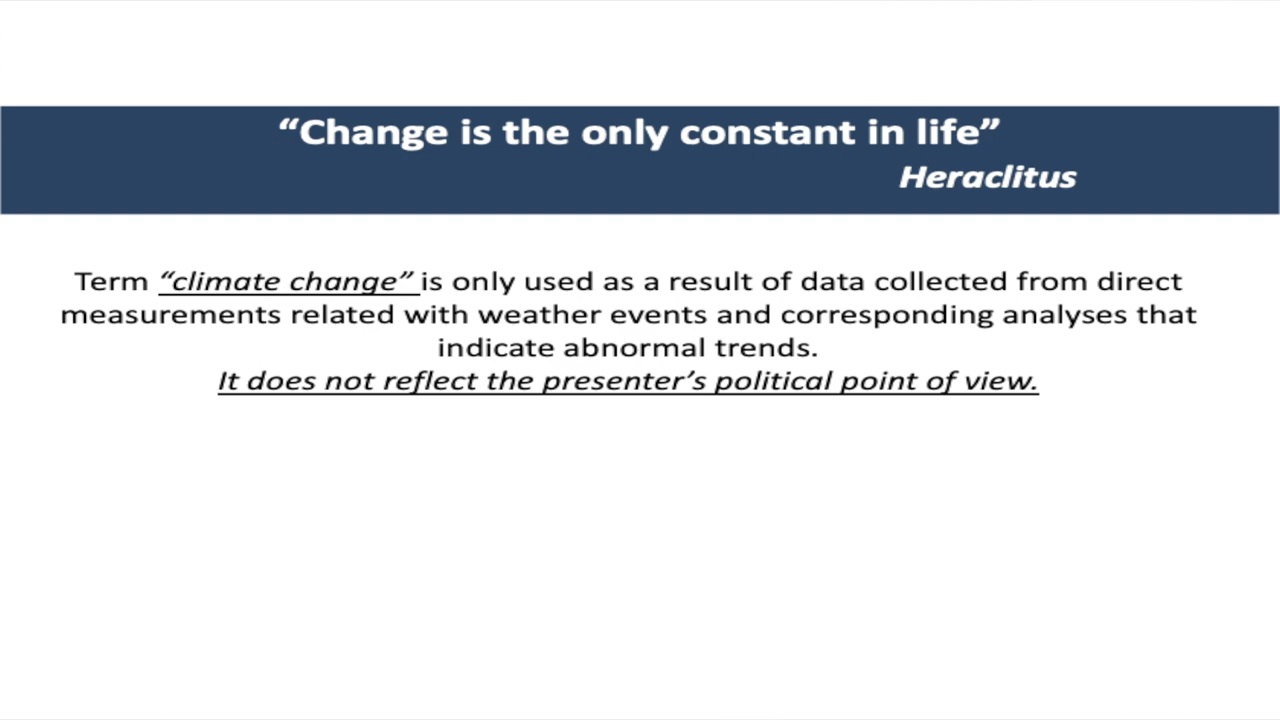 “Change is the only constant in life”
Heraclitus
Term “climate change” is only used as a result of data collected from direct
measurements related with weather events and corresponding analyses that
indicate abnormal trends.
It does not reflect the presenter’s political point of view.